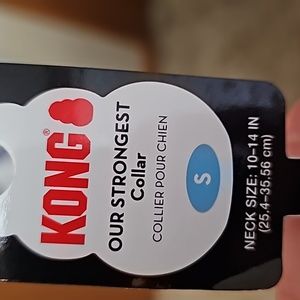 KONG®
OUR STRONGEST
Collar
COLLIER POUR CHIEN
S
NECK SIZE: 10-14 IN
(25.4-35.56 cm)